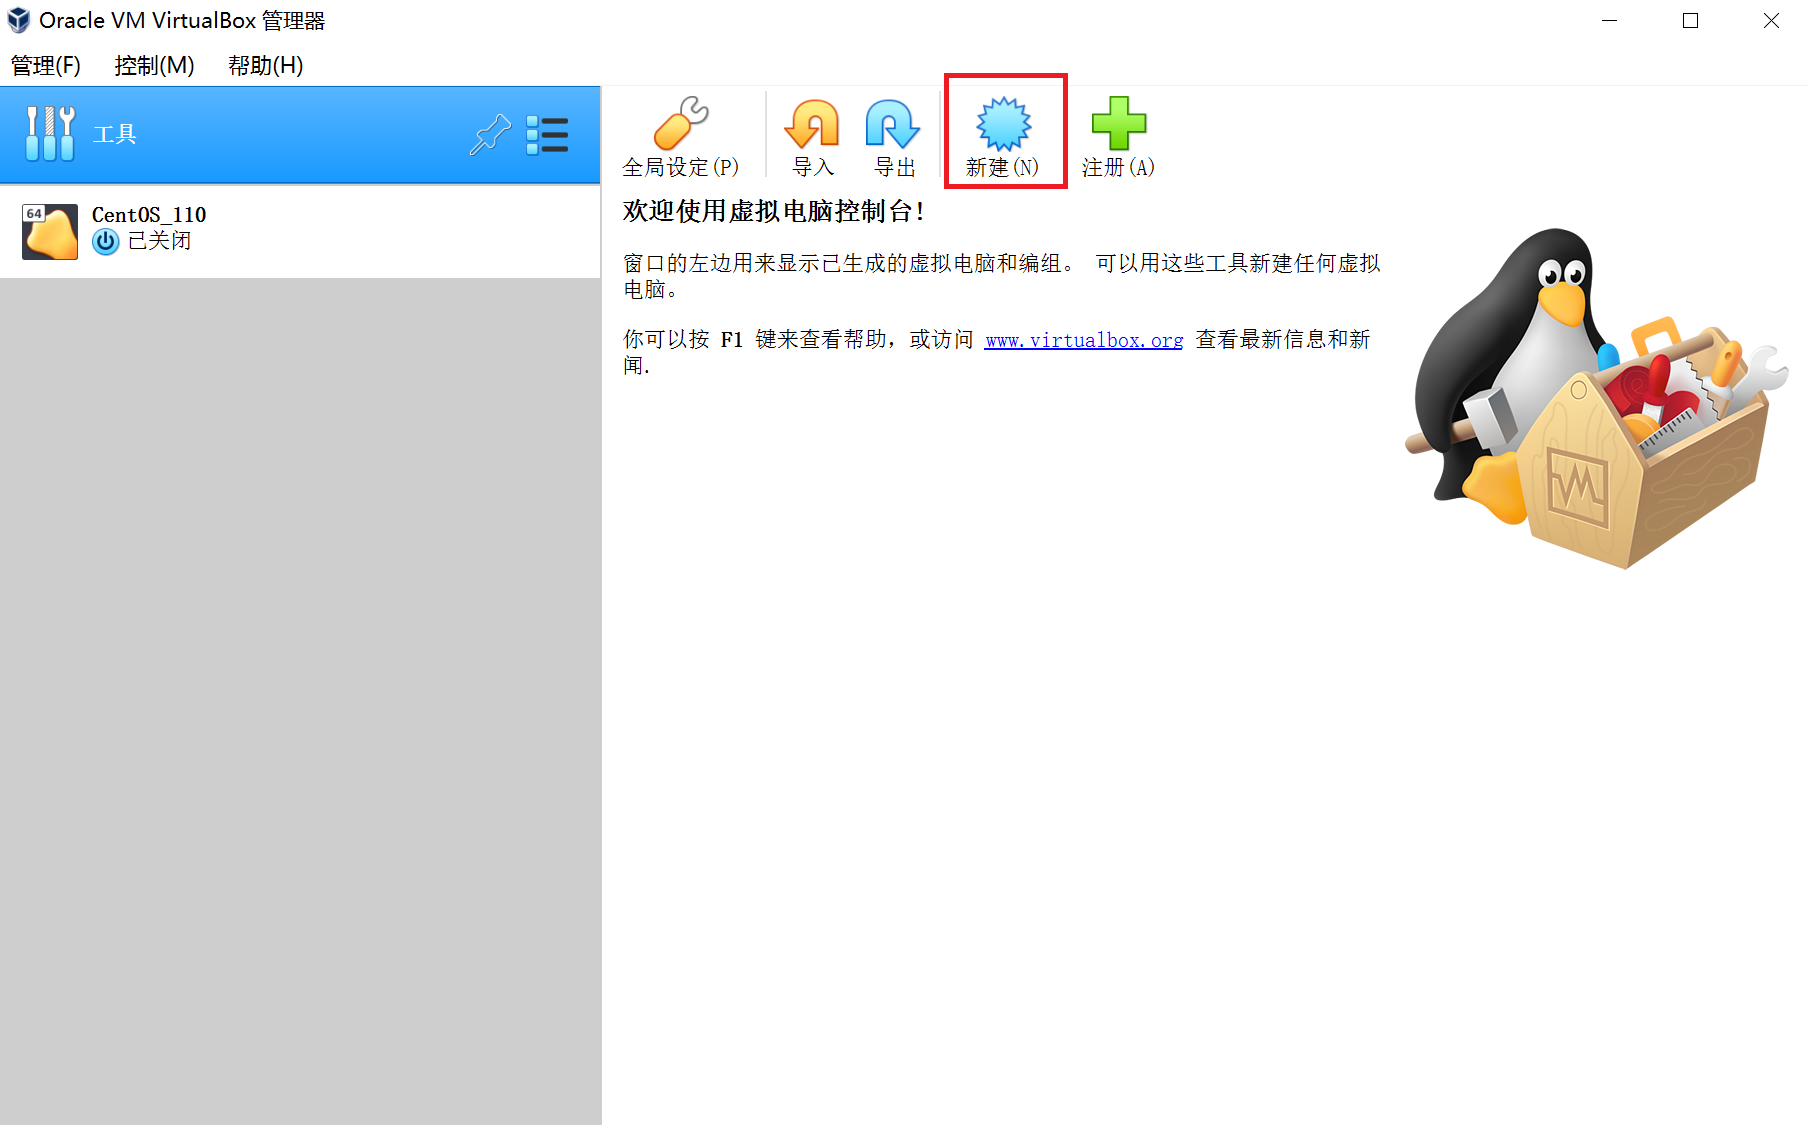 Oracle VM VirtualBox 管理器
管理(F) 控制(M) 帮助(H)
工具
全局设定(P) 导入 导出 新建(N) 注册(A)
64
CentOS_110
已关闭
欢迎使用虚拟电脑控制台!
窗口的左边用来显示已生成的虚拟电脑和编组。 可以用这些工具新建任何虚拟
电脑。
你可以按 F1 键来查看帮助，或访问 www.virtualbox.org 查看最新信息和新
闻.